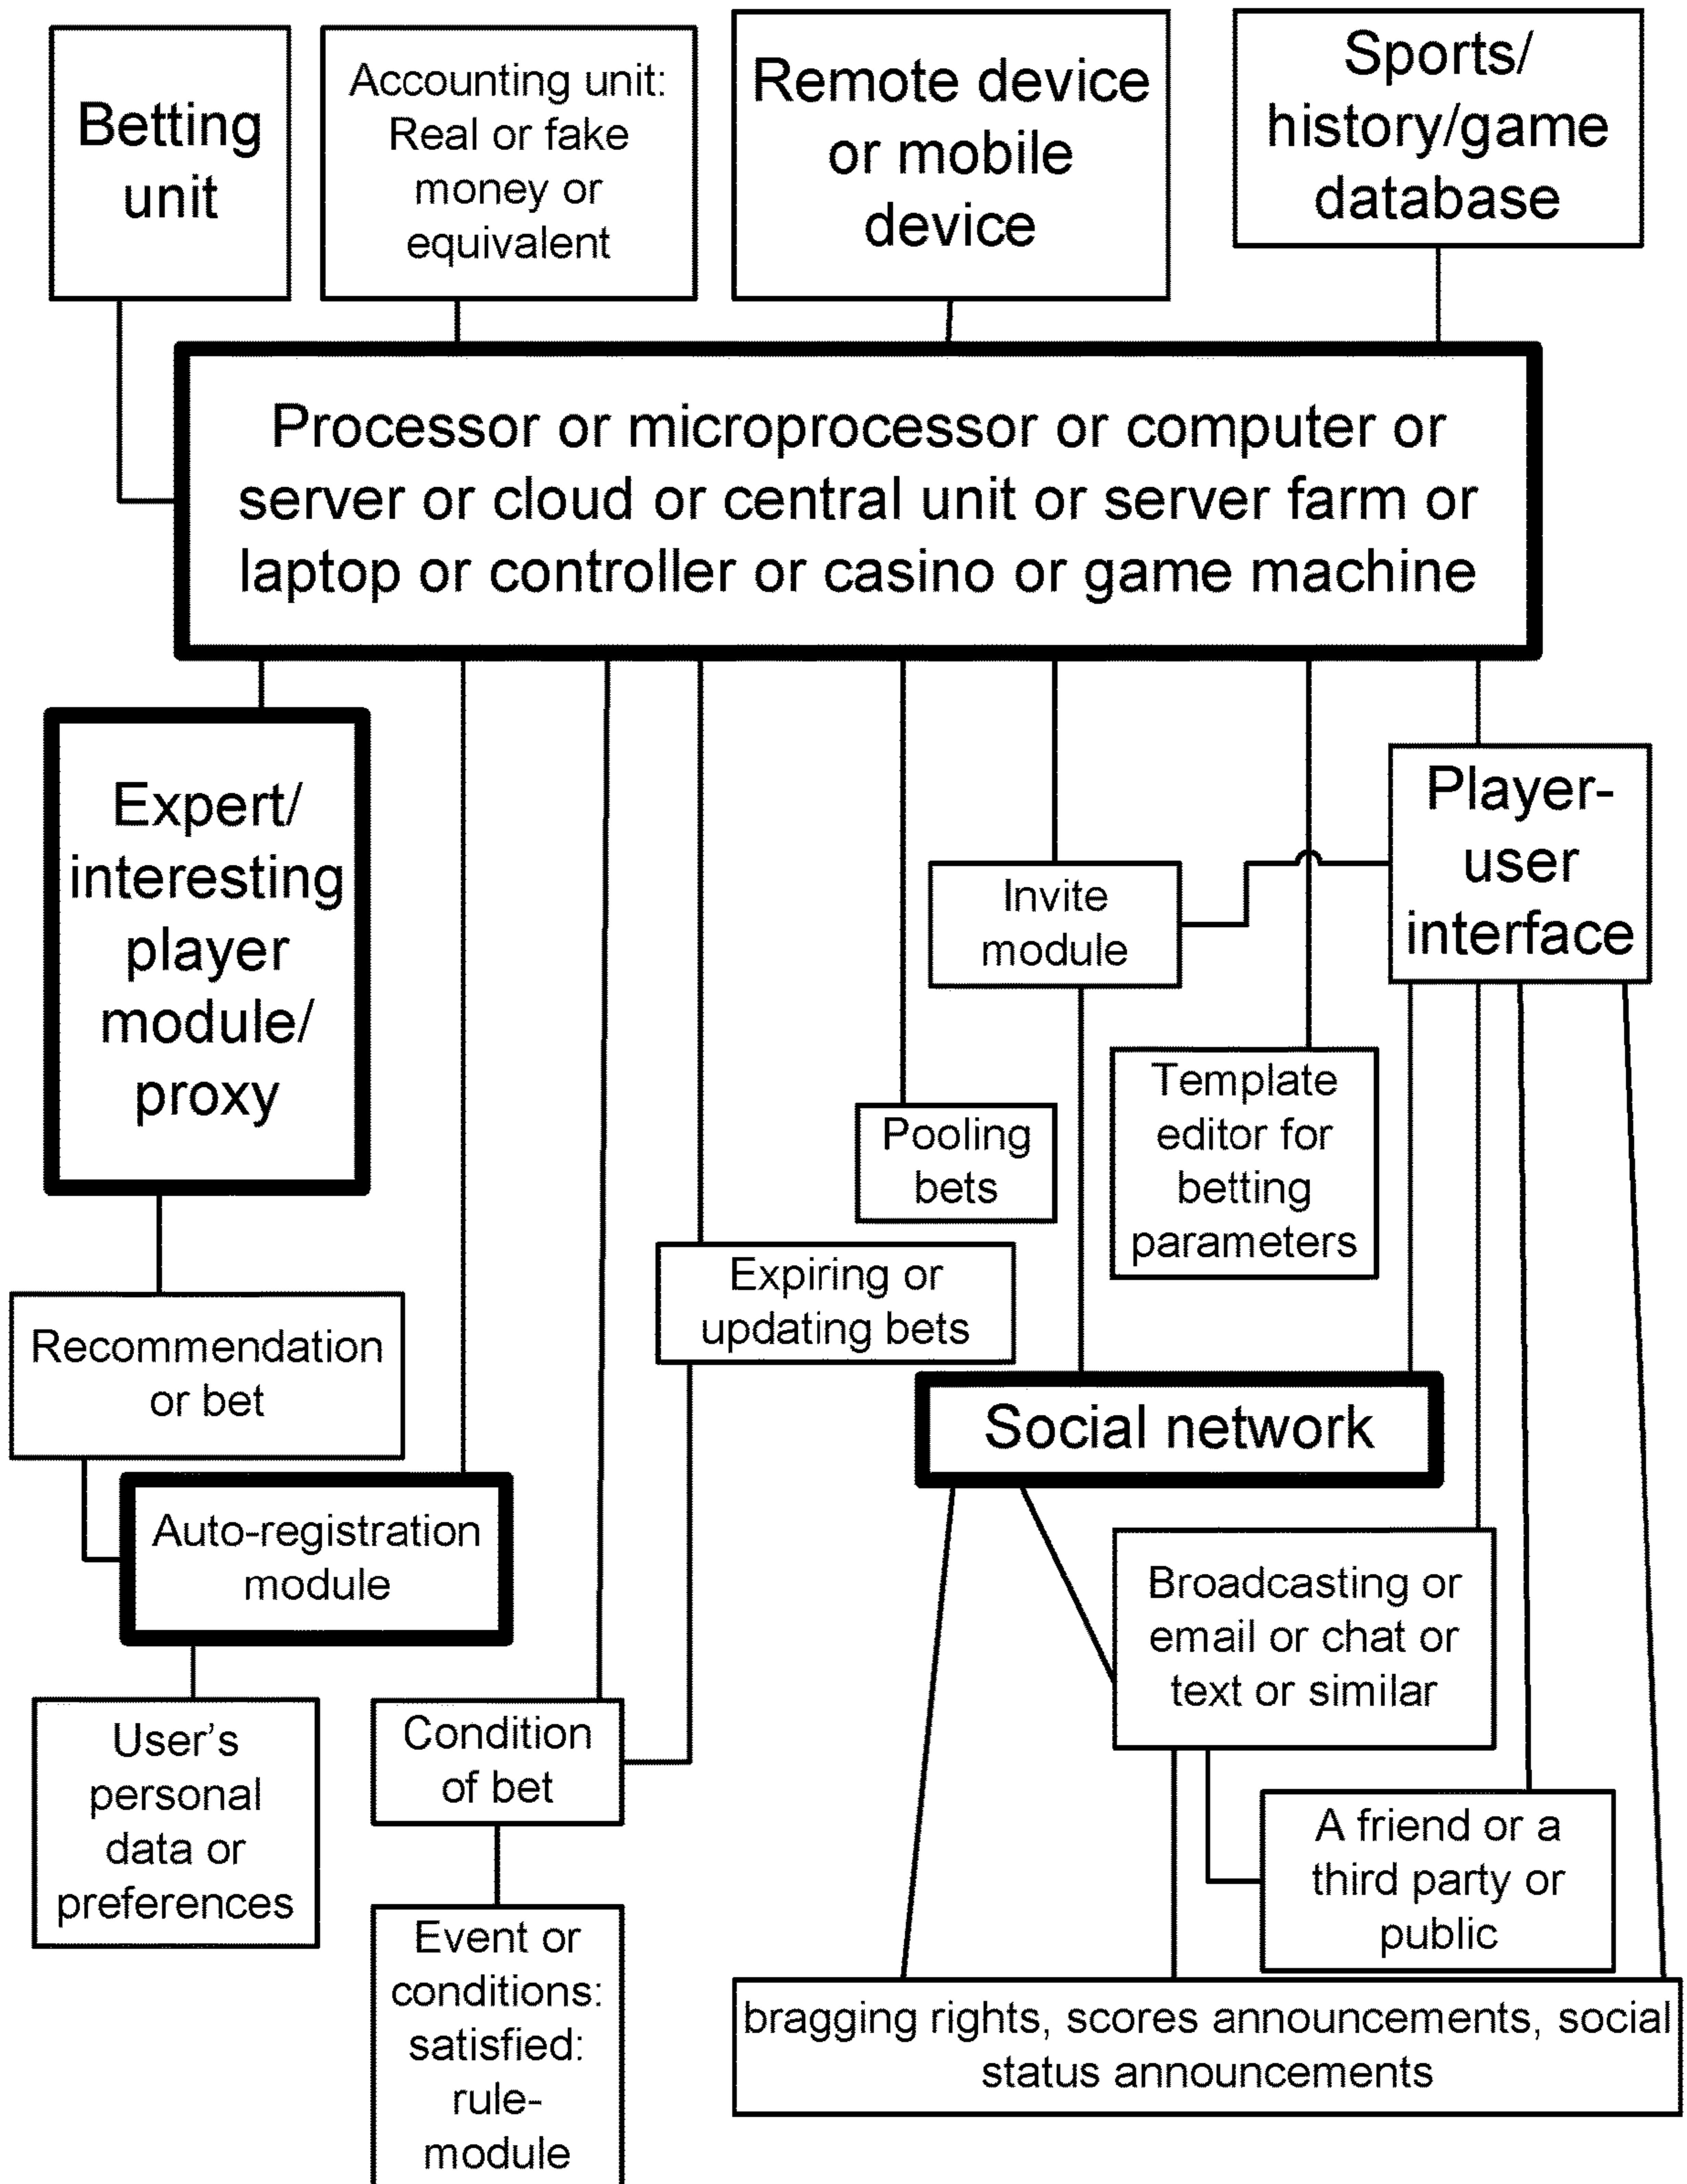 Betting
unit
Accounting unit:
Real or fake
money or
equivalent
Remote device
or mobile
device
Sports/
history/game
database
Processor or microprocessor or computer or
server or cloud or central unit or server farm or
laptop or controller or casino or game machine
Expert/
interesting
player
module/
proxy
Player-
user
interface
Invite
module
Template
editor for
betting
parameters
Pooling
bets
Expiring or
updating bets
Recommendation
or bet
Social network
Auto-registration
module
Broadcasting or
email or chat or
text or similar
User’s
personal
data or
preferences
Condition
of bet
A friend or a
third party or
public
Event or
conditions:
satisfied:
rule-
module
bragging rights, scores announcements, social
status announcements